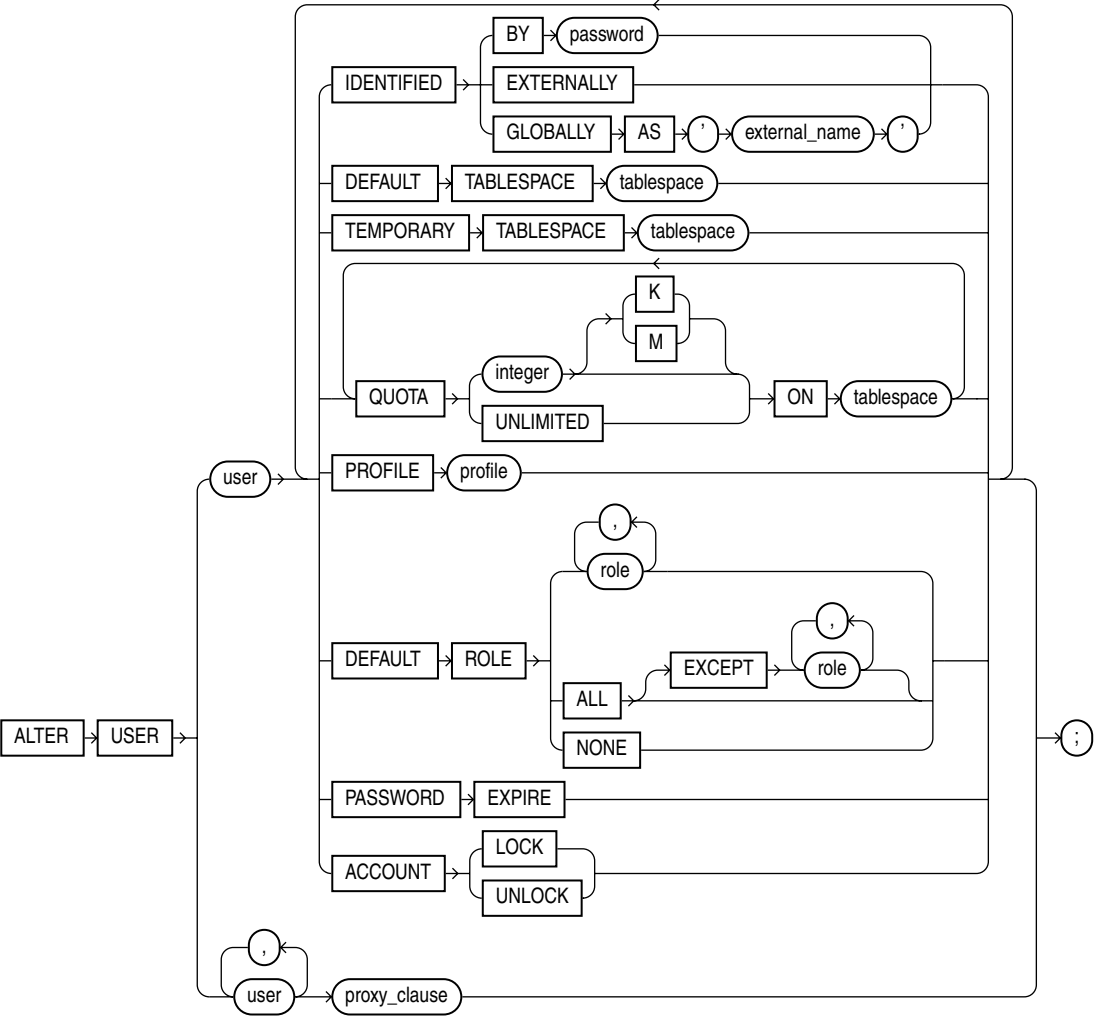 BY password
IDENTIFIED EXTERNALLY
GLOBALLY AS ' external_name '
DEFAULT TABLESPACE tablespace
TEMPORARY TABLESPACE tablespace
K
M
integer
QUOTA ON tablespace
UNLIMITED
PROFILE profile
user
,
role
,
DEFAULT ROLE EXCEPT role
ALL
ALTER USER ;
NONE
PASSWORD EXPIRE
LOCK
ACCOUNT
UNLOCK
,
user proxy_clause